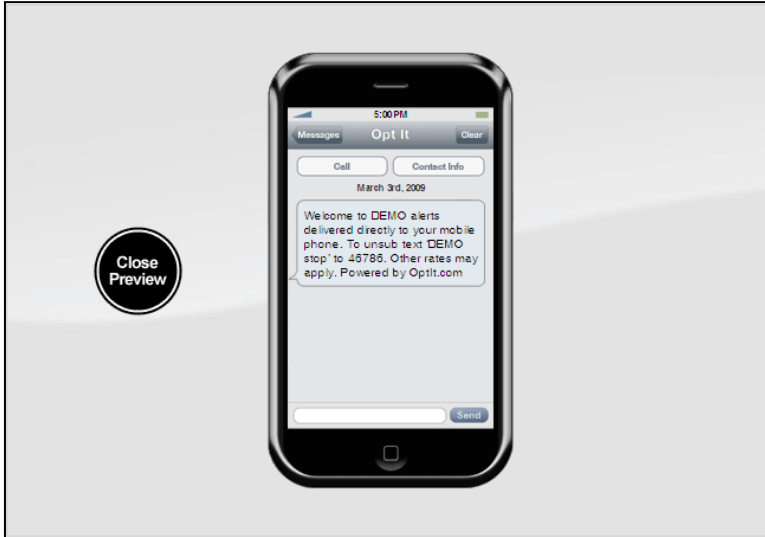 5:00 PM
Messages Opt It Clear
Call Contact Info
March 3rd, 2009
Welcome to DEMO alerts
delivered directly to your mobile
phone. To unsub text 'DEMO
stop' to 46786. Other rates may
apply. Powered by OptIt.com
Close
Preview
Send